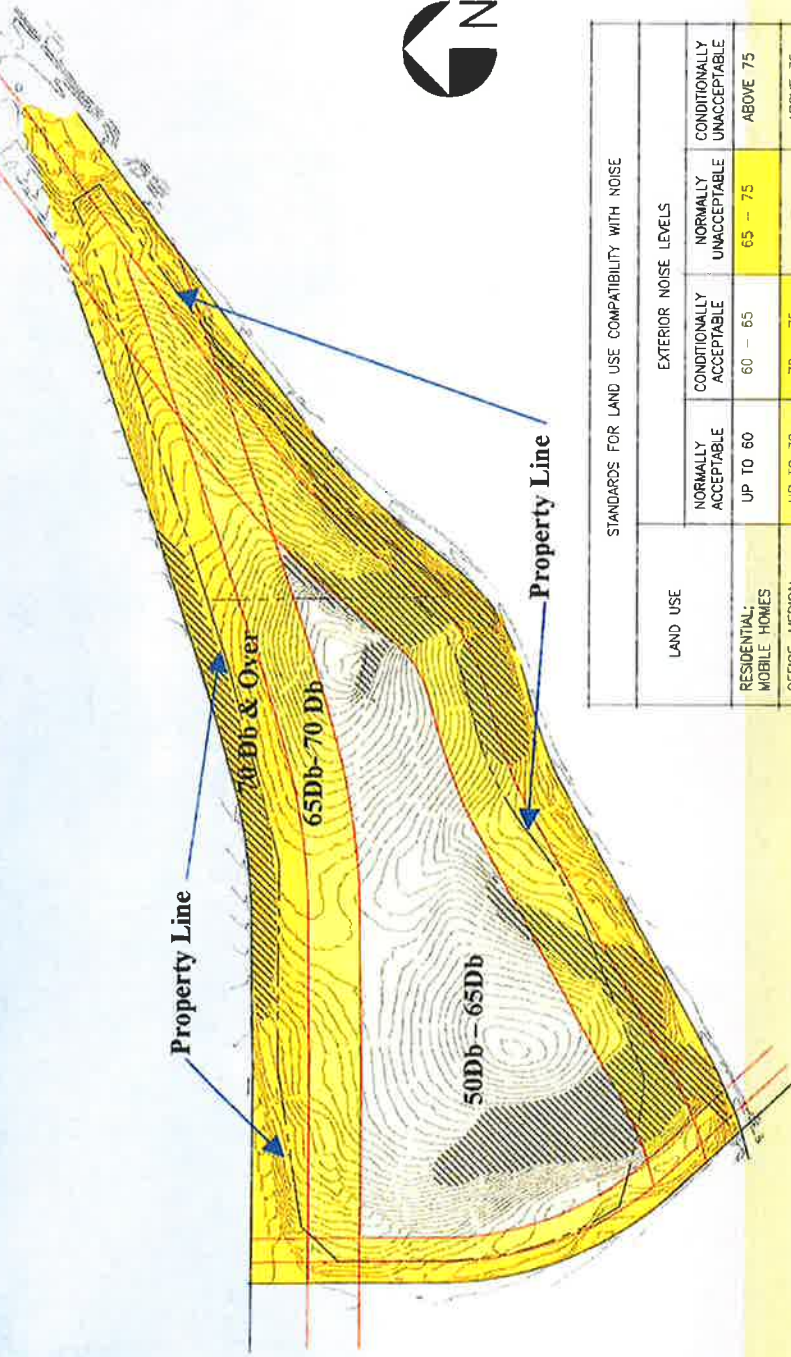 N
Property Line
70 Db & Over
65Db- 70 Db
Property Line
50Db – 65Db
STANDARDS FOR LAND USE COMPATIBILITY WITH NOISE
LAND USE
EXTERIOR NOISE LEVELS
NORMALLY
ACCEPTABLE
CONDITIONALLY
ACCEPTABLE
NORMALLY
UNACCEPTABLE
CONDITIONALLY
UNACCEPTABLE
RESIDENTIAL;
MOBILE HOMES
UP TO 60
60 - 65
65 - 75
ABOVE 75